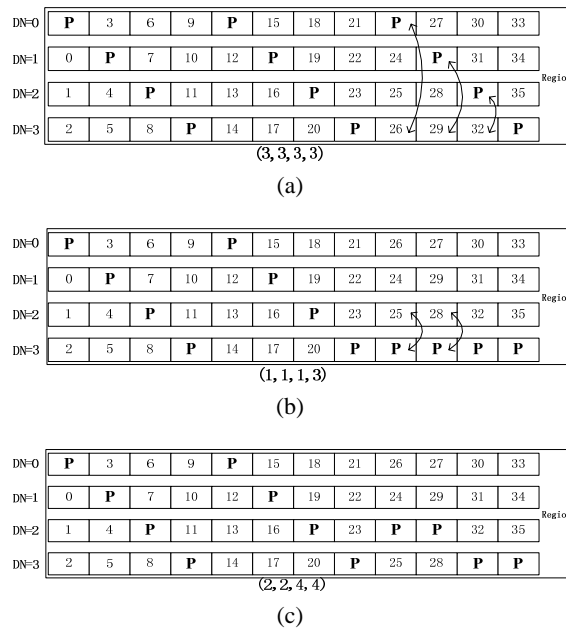 DN=0 P 3 6 9 P 15 18 21 P 27 30 33
DN=1 0 P 7 10 12 P 19 22 24 P 31 34
Region
DN=2 1 4 P 11 13 16 P 23 25 28 P 35
DN=3 2 5 8 P 14 17 20 P 26 29 32 P
(3, 3, 3, 3)
(a)
DN=0 P 3 6 9 P 15 18 21 26 27 30 33
DN=1 0 P 7 10 12 P 19 22 24 29 31 34
Region
DN=2 1 4 P 11 13 16 P 23 25 28 32 35
DN=3 2 5 8 P 14 17 20 P P P P P
(1, 1, 1, 3)
(b)
DN=0 P 3 6 9 P 15 18 21 26 27 30 33
DN=1 0 P 7 10 12 P 19 22 24 29 31 34
Region
DN=2 1 4 P 11 13 16 P 23 P P 32 35
DN=3 2 5 8 P 14 17 20 P 25 28 P P
(2, 2, 4, 4)
(c)